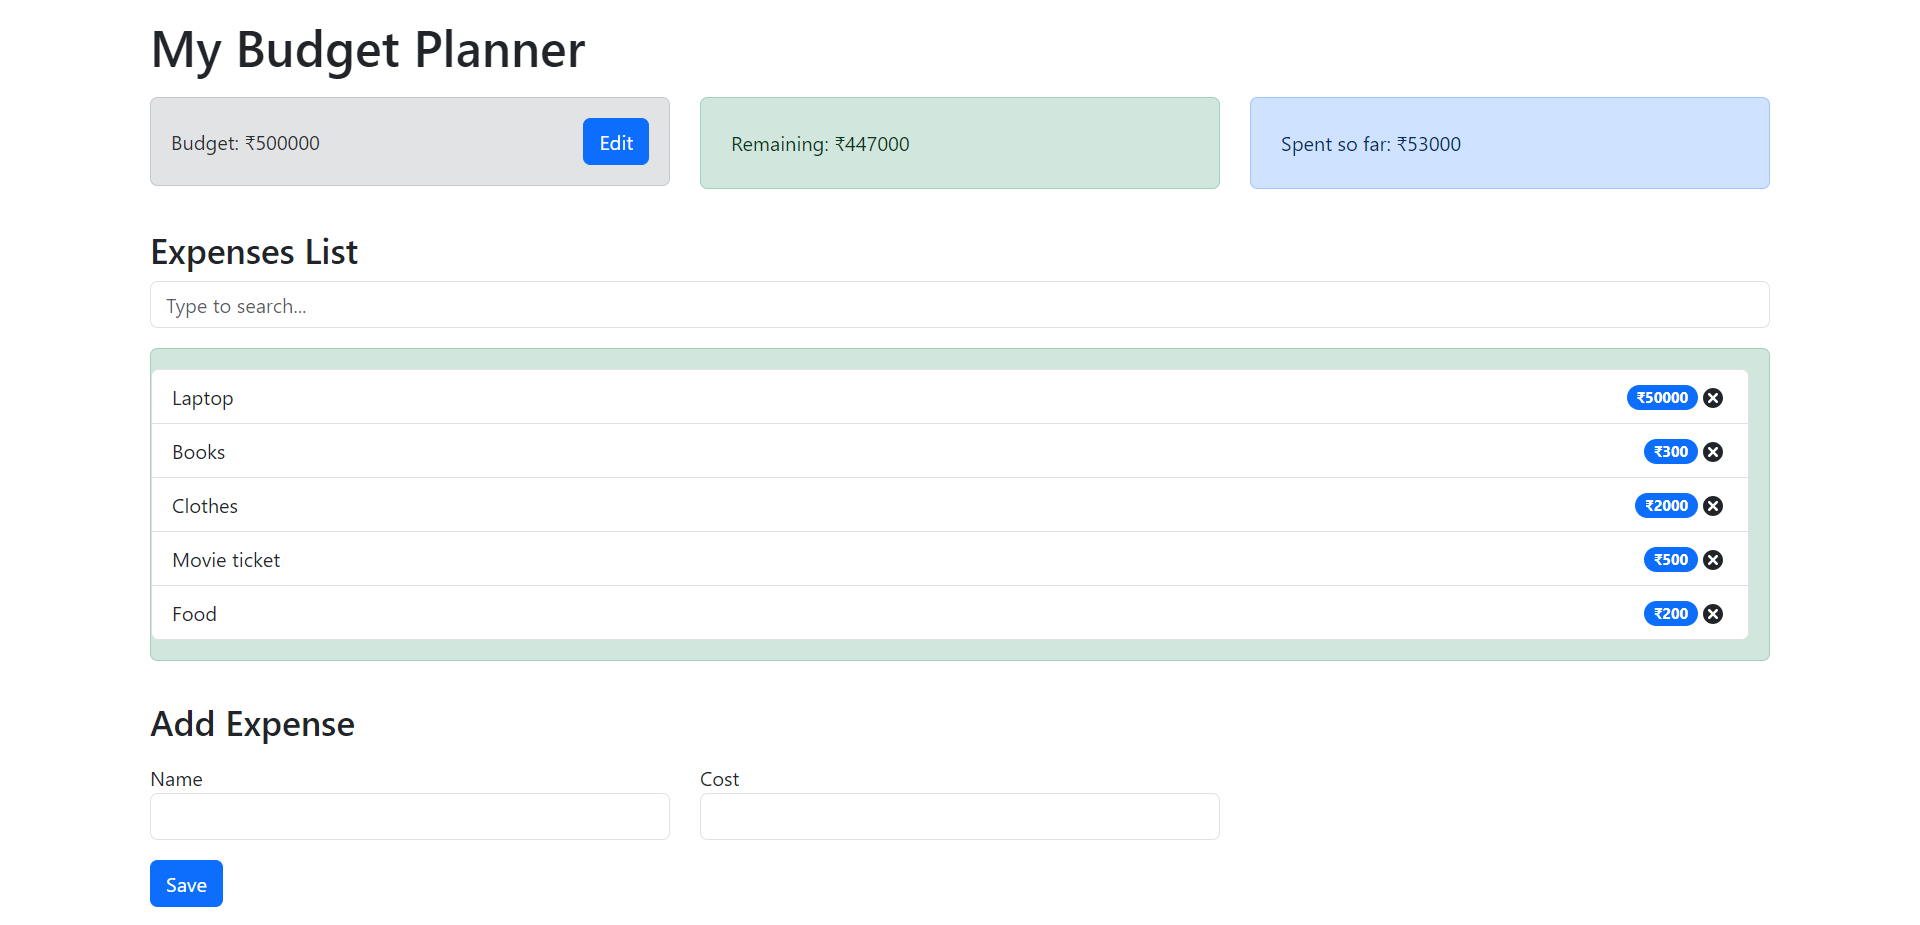 My Budget Planner
Budget: ₹500000
Edit
Remaining: ₹447000
Spent so far: ₹53000
Expenses List
Type to search...
Laptop ₹50000
Books ₹300
Clothes ₹2000
Movie ticket ₹500
Food ₹200
Add Expense
Name
Cost
Save